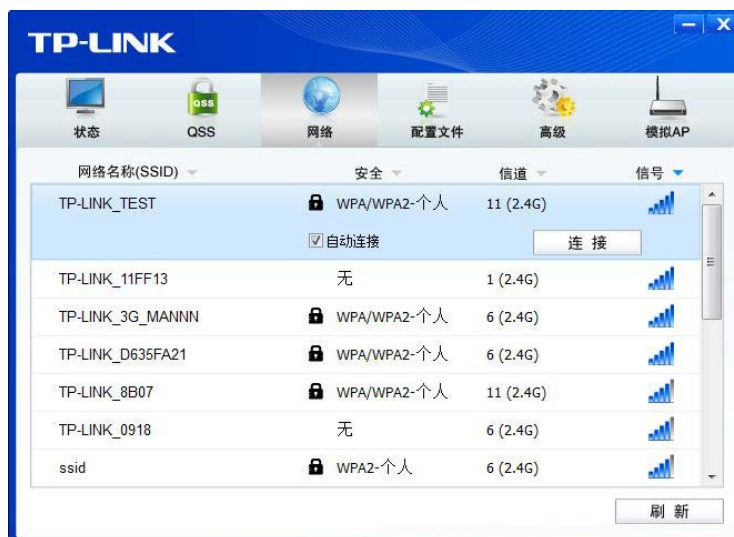 TP-LINK
状态 QSS 网络 配置文件 高级 模拟AP
网络名称(SSID) 安全 信道 信号
TP-LINK_TEST WPA/WPA2-个人 11 (2.4G)
自动连接 连 接
TP-LINK_11FF13 无 1 (2.4G)
TP-LINK_3G_MANNN WPA/WPA2-个人 6 (2.4G)
TP-LINK_D635FA21 WPA/WPA2-个人 6 (2.4G)
TP-LINK_8B07 WPA/WPA2-个人 11 (2.4G)
TP-LINK_0918 无 6 (2.4G)
ssid WPA2-个人 6 (2.4G)
刷 新